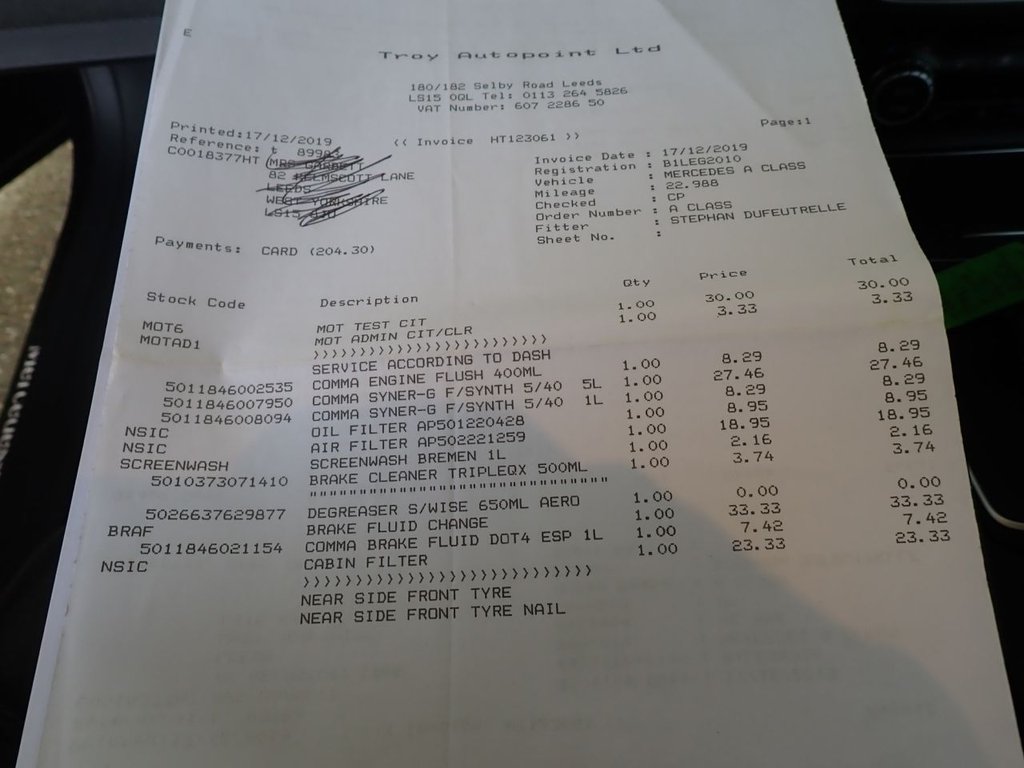 E
Troy Autopoint Ltd
180/182 Selby Road Leeds
LS15 0QL Tel: 0113 264 5826
VAT Number: 607 2286 50
Page:1
Printed:17/12/2019
<< Invoice HT123061 >>
Reference: t
CO018377HT
82 LANE
LEEDS
WEST YORKSHIRE
LS15
Invoice Date : 17/12/2019
Registration : B1LEG2010
Vehicle : MERCEDES A CLASS
Mileage : 22.988
Checked : CP
Order Number : A CLASS
Fitter : STEPHAN DUFEUTRELLE
Sheet No. :
Payments: CARD (204.30)
Stock Code Description Qty Price Total
MOT6 MOT TEST CIT 1.00 30.00 30.00
MOTAD1 MOT ADMIN CIT/CLR 1.00 3.33 3.33
>>>>>>>>>>>>>>>>>>>>>>>>
SERVICE ACCORDING TO DASH
5011846002535 COMMA ENGINE FLUSH 400ML 1.00 8.29 8.29
5011846007950 COMMA SYNER-G F/SYNTH 5/40 5L 1.00 27.46 27.46
5011846008094 COMMA SYNER-G F/SYNTH 5/40 1L 1.00 8.29 8.29
NSIC OIL FILTER AP501220428 1.00 8.95 8.95
NSIC AIR FILTER AP502221259 1.00 18.95 18.95
SCREENWASH SCREENWASH BREMEN 1L 1.00 2.16 2.16
5010373071410 BRAKE CLEANER TRIPLEQX 500ML 1.00 3.74 3.74
""""""""""""""""""""""""""""""
5026637629877 DEGREASER S/WISE 650ML AERO 1.00 0.00 0.00
BRAF BRAKE FLUID CHANGE 1.00 33.33 33.33
5011846021154 COMMA BRAKE FLUID DOT4 ESP 1L 1.00 7.42 7.42
NSIC CABIN FILTER 1.00 23.33 23.33
>>>>>>>>>>>>>>>>>>>>>>>>>>>
NEAR SIDE FRONT TYRE
NEAR SIDE FRONT TYRE NAIL